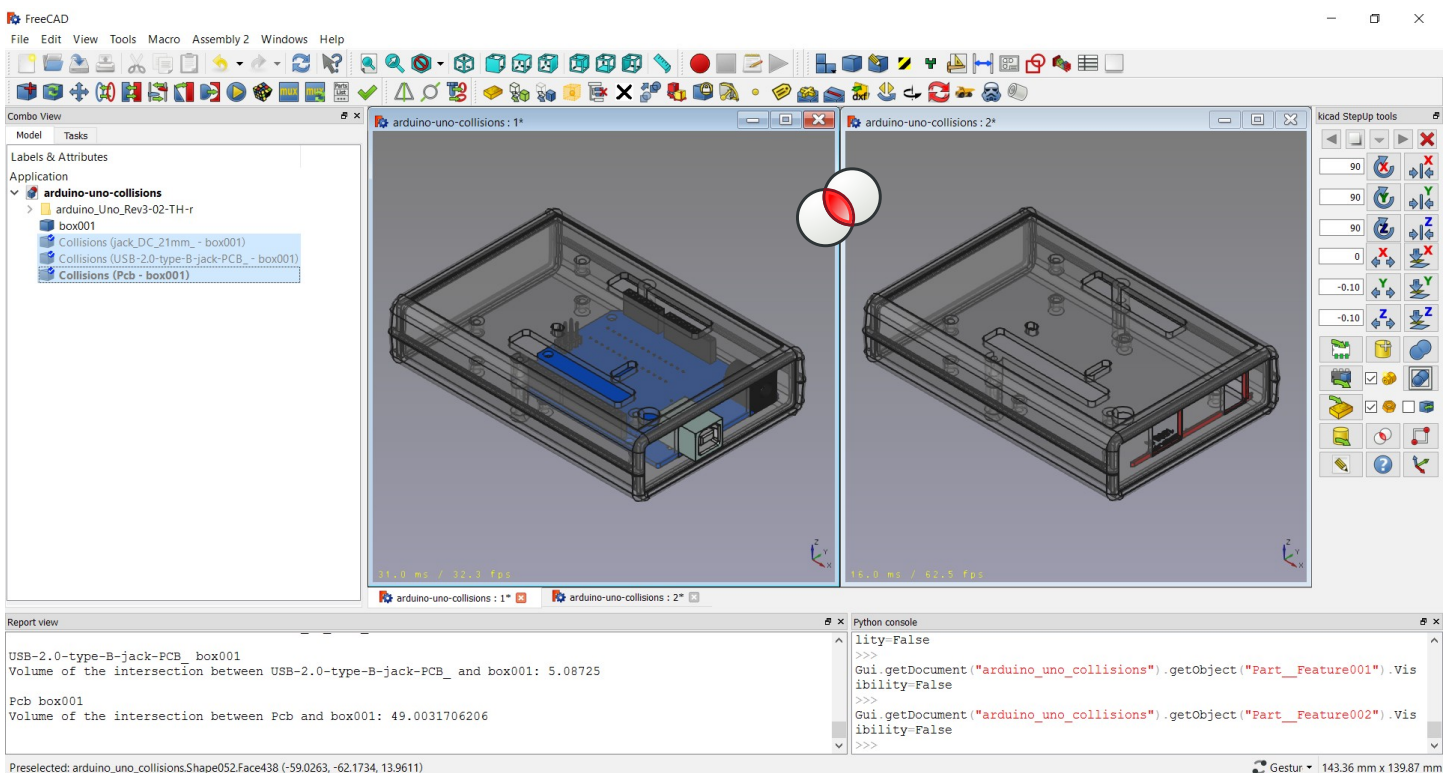 FreeCAD
File Edit View Tools Macro Assembly 2 Windows Help
Combo View
Model Tasks
Labels & Attributes
Application
arduino-uno-collisions
arduino_Uno_Rev3-02-TH-r
box001
Collisions (jack_DC_21mm_ - box001)
Collisions (USB-2.0-type-B-jack-PCB_ - box001)
Collisions (Pcb - box001)
arduino-uno-collisions : 1*
31.0 ms / 32.3 fps
arduino-uno-collisions : 2*
16.0 ms / 62.5 fps
Z
Y
X
Z
Y
X
arduino-uno-collisions : 1*
arduino-uno-collisions : 2*
kicad StepUp tools
90 X X
90 Y Y
90 Z Z
0 X X
-0.10 Y Y
-0.10 Z Z
Report view
USB-2.0-type-B-jack-PCB_ box001
Volume of the intersection between USB-2.0-type-B-jack-PCB_ and box001: 5.08725
Pcb box001
Volume of the intersection between Pcb and box001: 49.0031706206
Python console
lity=False
>>>
Gui.getDocument("arduino_uno_collisions").getObject("Part__Feature001").Vis
ibility=False
>>>
Gui.getDocument("arduino_uno_collisions").getObject("Part__Feature002").Vis
ibility=False
>>>
Preselected: arduino_uno_collisions.Shape052.Face438 (-59.0263, -62.1734, 13.9611)
Gestur
143.36 mm x 139.87 mm